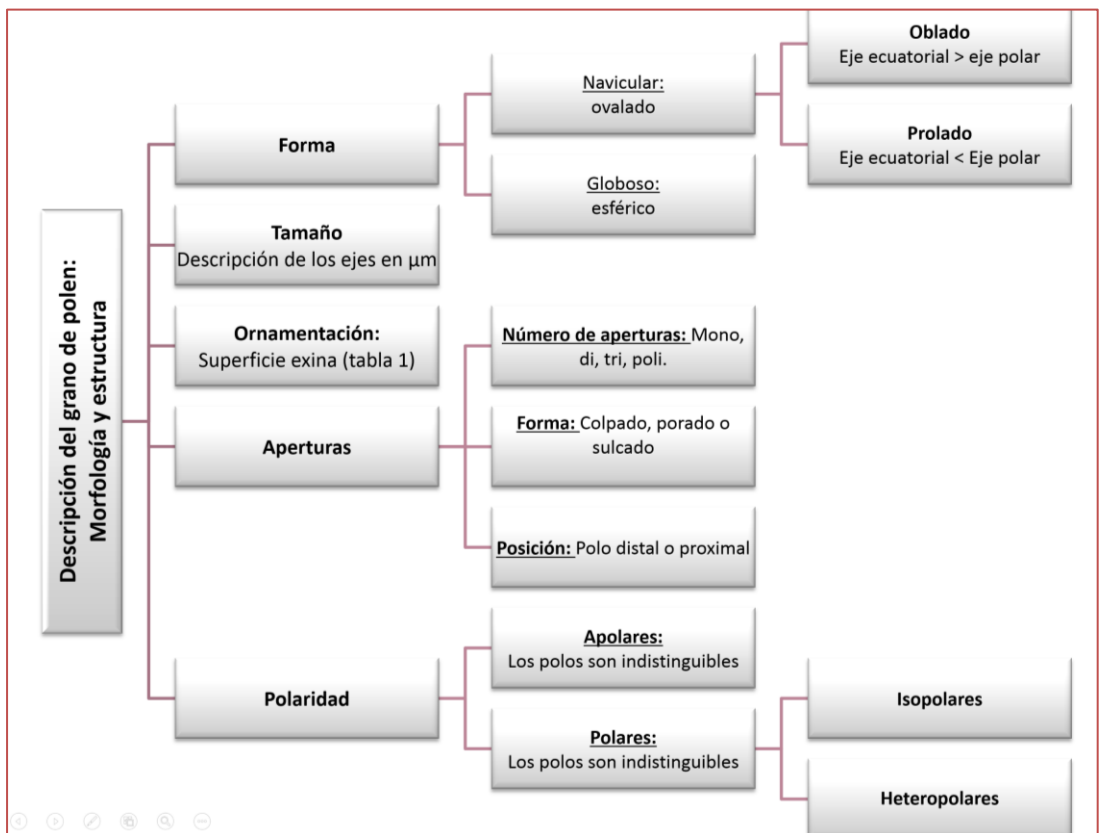 Descripción del grano de polen:
Morfología y estructura
Forma
Navicular:
ovalado
Oblado
Eje ecuatorial > eje polar
Prolado
Eje ecuatorial < Eje polar
Globoso:
esférico
Tamaño
Descripción de los ejes en µm
Ornamentación:
Superficie exina (tabla 1)
Aperturas
Número de aperturas: Mono,
di, tri, poli.
Forma: Colpado, porado o
sulcado
Posición: Polo distal o proximal
Polaridad
Apolares:
Los polos son indistinguibles
Polares:
Los polos son indistinguibles
Isopolares
Heteropolares